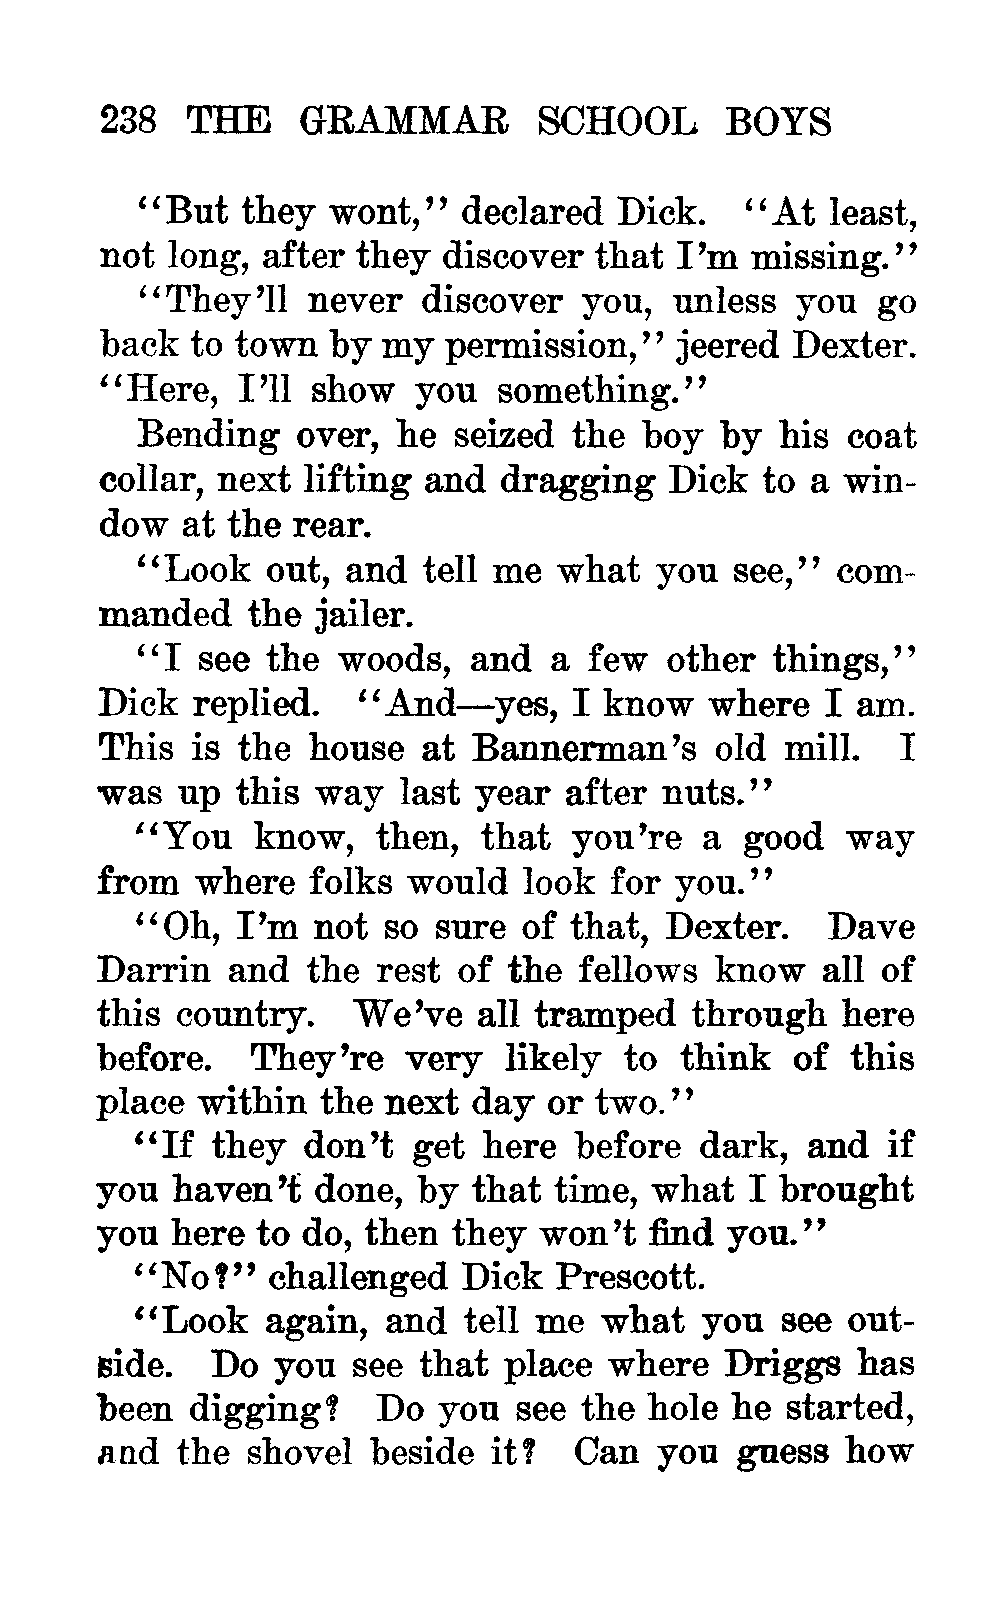 238 THE GRAMMAR SCHOOL BOYS
"But they wont," declared Dick. "At least,
not long, after they discover that I'm missing."
"They'll never discover you, unless you go
back to town by my permission," jeered Dexter.
"Here, I'll show you something."
Bending over, he seized the boy by his coat
collar, next lifting and dragging Dick to a win-
dow at the rear.
"Look out, and tell me what you see," com-
manded the jailer.
"I see the woods, and a few other things,"
Dick replied. "And—yes, I know where I am.
This is the house at Bannerman's old mill. I
was up this way last year after nuts."
"You know, then, that you're a good way
from where folks would look for you."
"Oh, I'm not so sure of that, Dexter. Dave
Darrin and the rest of the fellows know all of
this country. We've all tramped through here
before. They're very likely to think of this
place within the next day or two."
"If they don't get here before dark, and if
you haven't done, by that time, what I brought
you here to do, then they won't find you."
"No?" challenged Dick Prescott.
"Look again, and tell me what you see out-
side. Do you see that place where Driggs has
been digging? Do you see the hole he started,
and the shovel beside it? Can you guess how